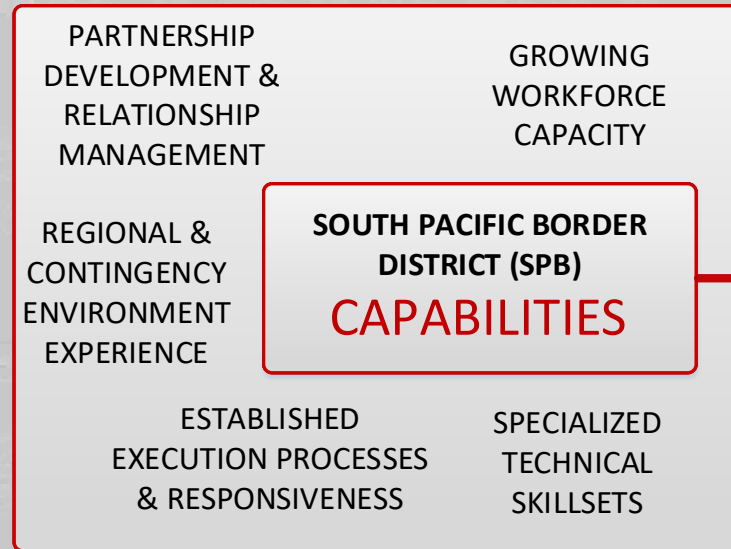 PARTNERSHIP
DEVELOPMENT &
RELATIONSHIP
MANAGEMENT
GROWING
WORKFORCE
CAPACITY
REGIONAL &
CONTINGENCY
ENVIRONMENT
EXPERIENCE
SOUTH PACIFIC BORDER
DISTRICT (SPB)
CAPABILITIES
ESTABLISHED
EXECUTION PROCESSES
& RESPONSIVENESS
SPECIALIZED
TECHNICAL
SKILLSETS